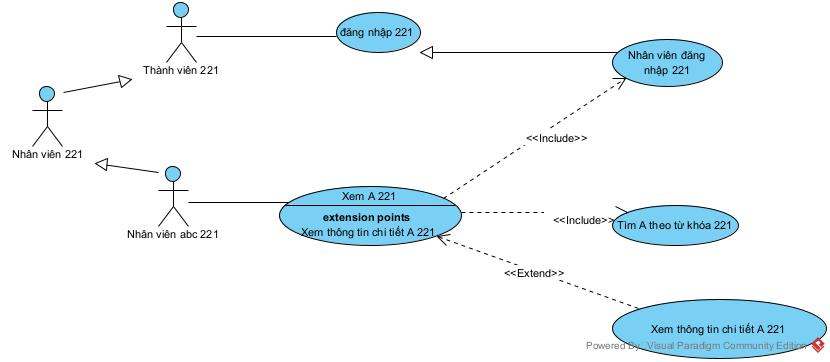 đăng nhập 221
Thành viên 221
Nhân viên đăng
nhập 221
Nhân viên 221
<<Include>>
Nhân viên abc 221
Xem A 221
extension points
Xem thông tin chi tiết A 221
<<Include>>
Tìm A theo từ khóa 221
<<Extend>>
Xem thông tin chi tiết A 221
Powered By: Visual Paradigm Community Edition